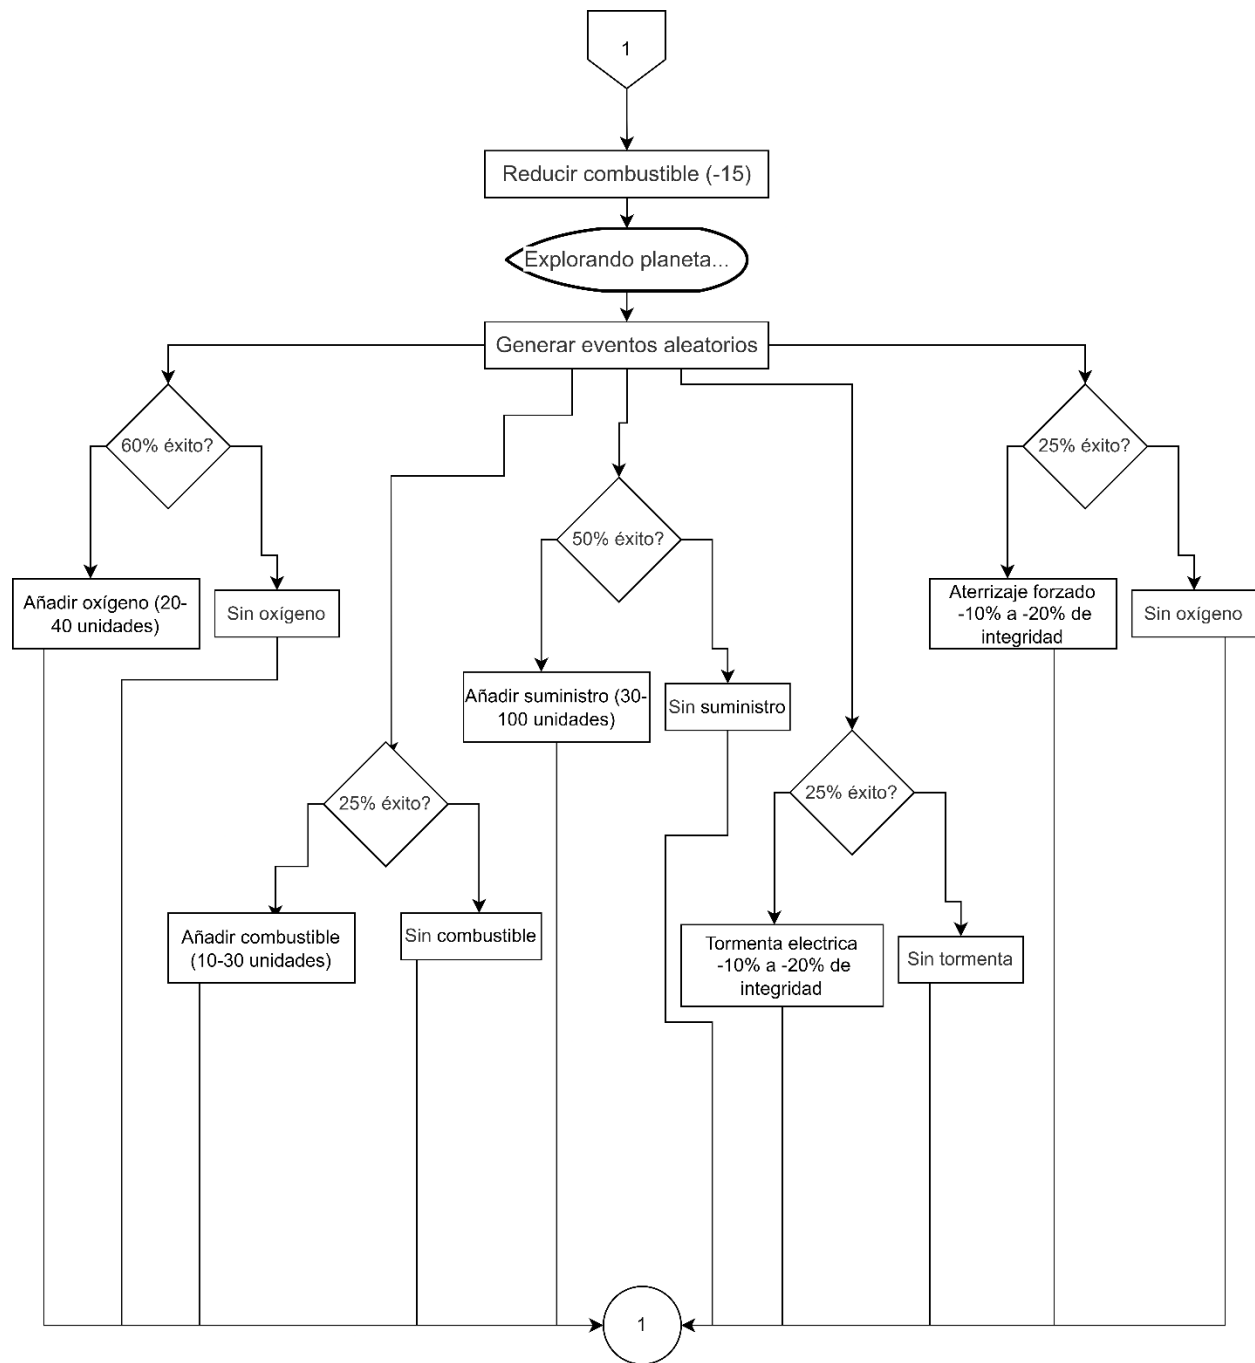 1
Reducir combustible (-15)
Explorando planeta...
Generar eventos aleatorios
60% éxito?
25% éxito?
50% éxito?
Añadir oxígeno (20-
40 unidades)
Sin oxígeno
Aterrizaje forzado
-10% a -20% de
integridad
Sin oxígeno
Añadir suministro (30-
100 unidades)
Sin suministro
25% éxito?
25% éxito?
Añadir combustible
(10-30 unidades)
Sin combustible
Tormenta electrica
-10% a -20% de
integridad
Sin tormenta
1